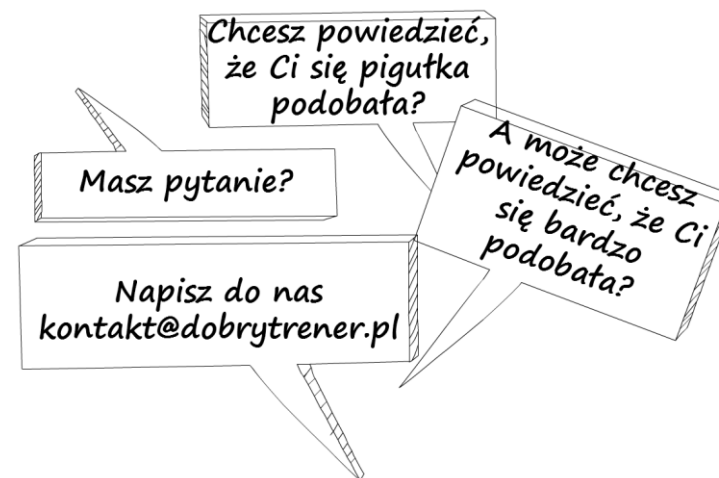 Chcesz powiedzieć,
że Ci się pigułka
podobała?
Masz pytanie?
A może chcesz
powiedzieć, że Ci
się bardzo
podobała?
Napisz do nas
kontakt@dobrytrener.pl